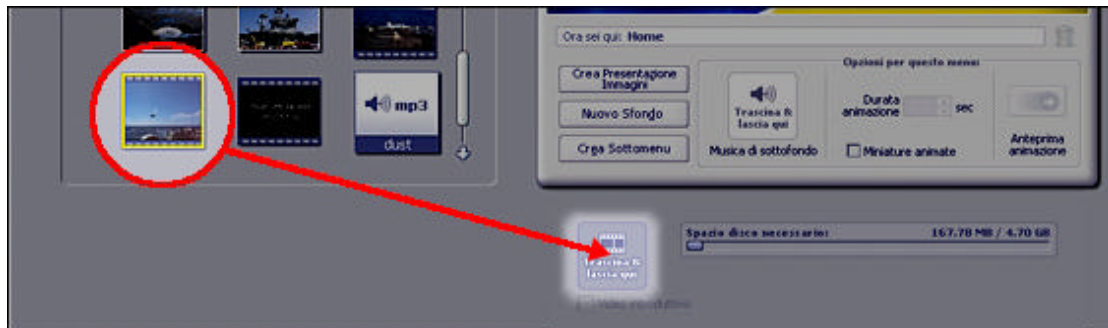 Ora sei qui: Home
Crea Presentazione
Immagini
Nuovo Sfondo
Crea Sottomenu
Opzioni per questo menu:
Trascina &
lascia qui
Musica di sottofondo
Durata
animazione
sec
Miniature animate
Anteprima
animazione
mp3
dust
Spazio disco necessario:
167.78 MB / 4.70 GB
Trascina &
lascia qui